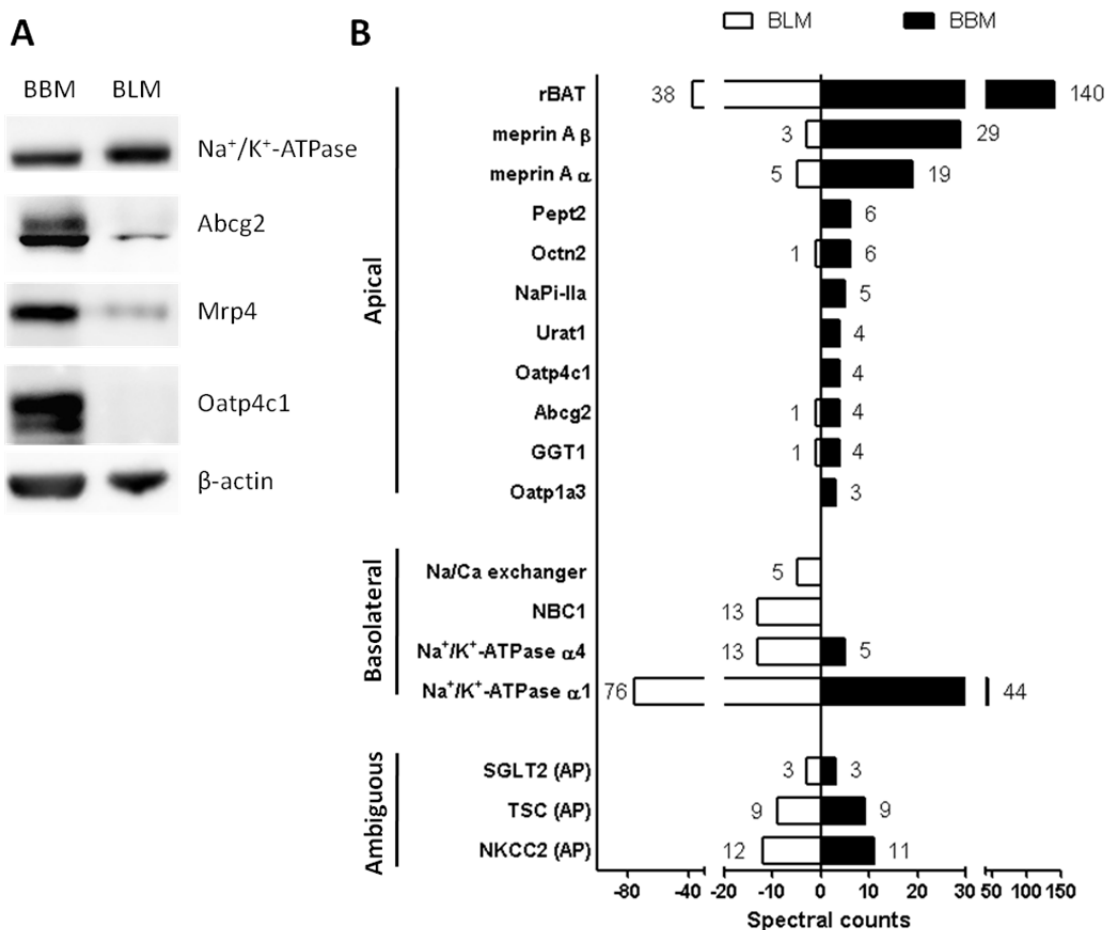 A
BBM BLM
Na⁺/K⁺-ATPase
Abcg2
Mrp4
Oatp4c1
β-actin
B
BLM BBM
Apical
rBAT 38 140
meprin A β 3 29
meprin A α 5 19
Pept2 6
Octn2 1 6
NaPi-IIa 5
Urat1 4
Oatp4c1 4
Abcg2 1 4
GGT1 1 4
Oatp1a3 3
Basolateral
Na/Ca exchanger 5
NBC1 13
Na⁺/K⁺-ATPase α4 13 5
Na⁺/K⁺-ATPase α1 76 44
Ambiguous
SGLT2 (AP) 3 3
TSC (AP) 9 9
NKCC2 (AP) 12 11
-80 -40 -20 -10 0 10 20 30 50 100 150
Spectral counts